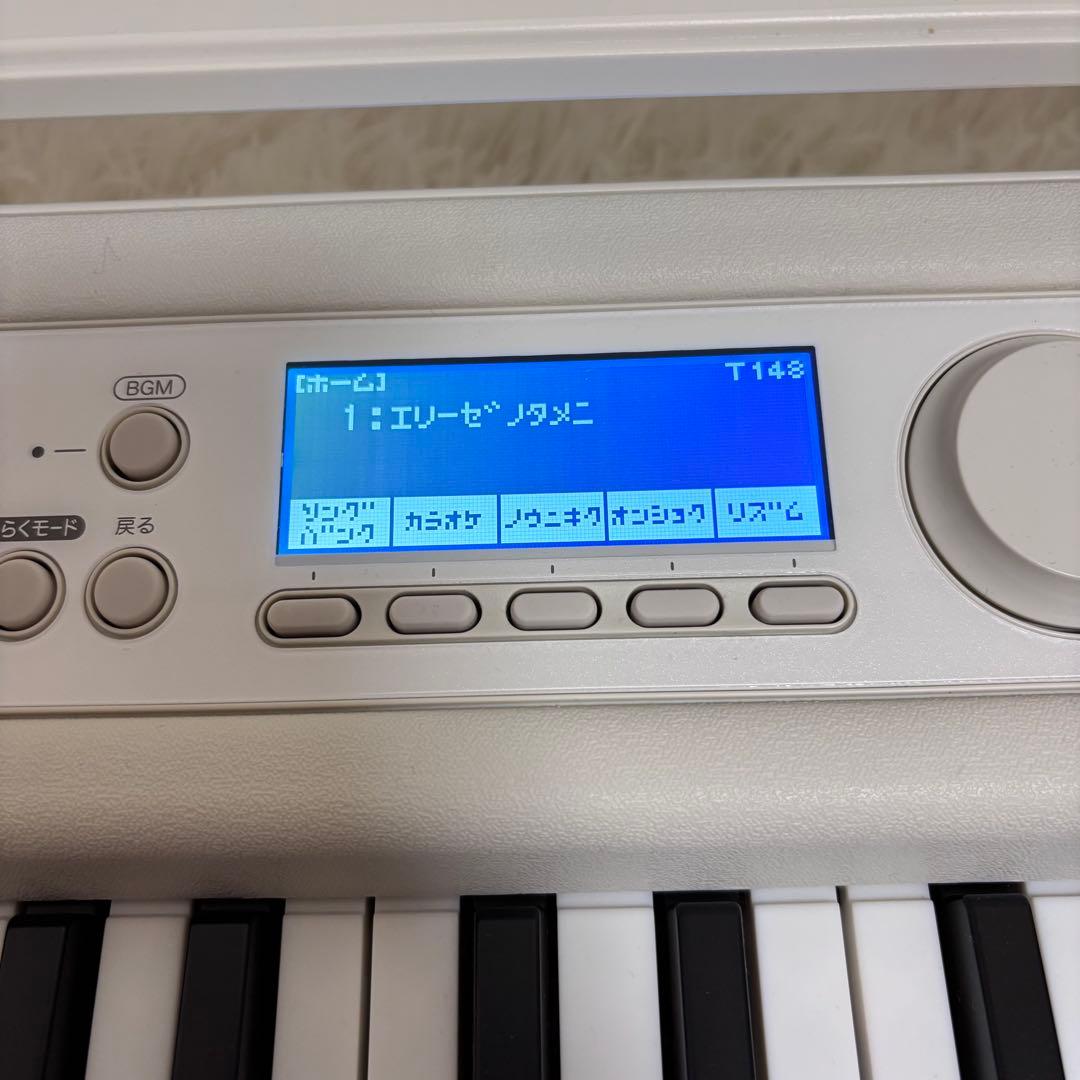 BGM
らくモード
戻る
[ホーム] T148
1:エリーゼノタメニ
ソング
バンク
カラオケ
ノウニキク
オンショク
リズム